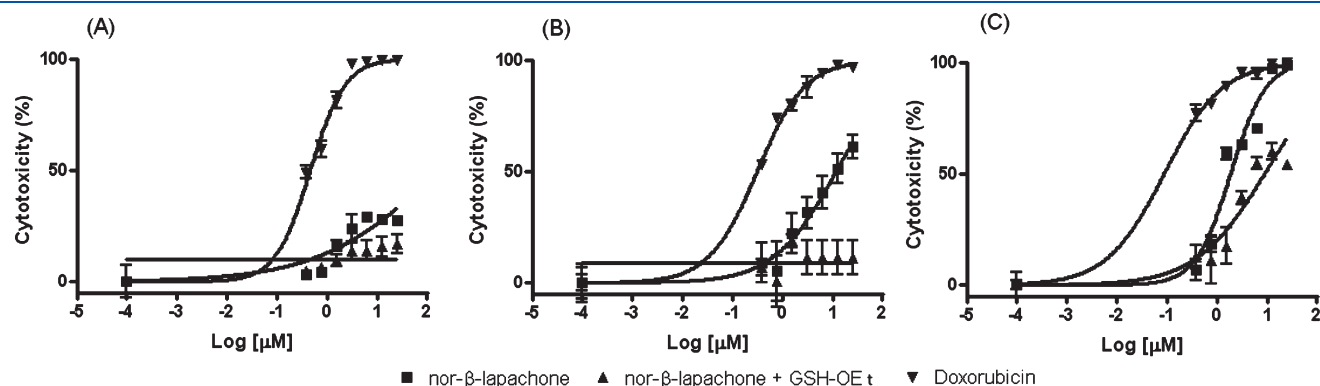 (A)
(B)
(C)
Cytotoxicity (%)
100
50
0
-5 -4 -3 -2 -1 0 1 2
Log [µM]
Cytotoxicity (%)
100
50
0
-5 -4 -3 -2 -1 0 1 2
Log [µM]
Cytotoxicity (%)
100
50
0
-5 -4 -3 -2 -1 0 1 2
Log [µM]
nor-β-lapachone nor-β-lapachone + GSH-OE t Doxorubicin